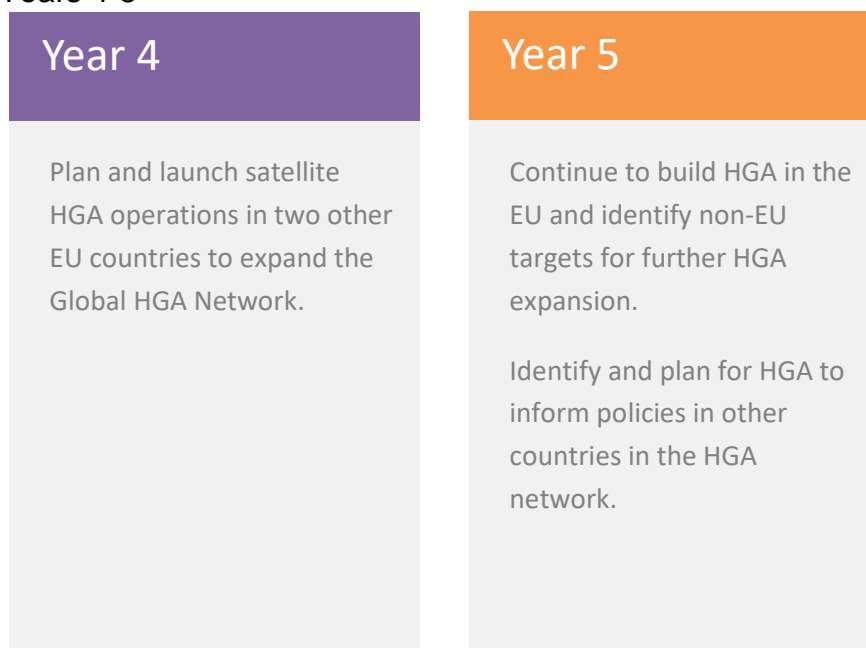 Year 4
Plan and launch satellite
HGA operations in two other
EU countries to expand the
Global HGA Network.
Year 5
Continue to build HGA in the
EU and identify non-EU
targets for further HGA
expansion.
Identify and plan for HGA to
inform policies in other
countries in the HGA
network.